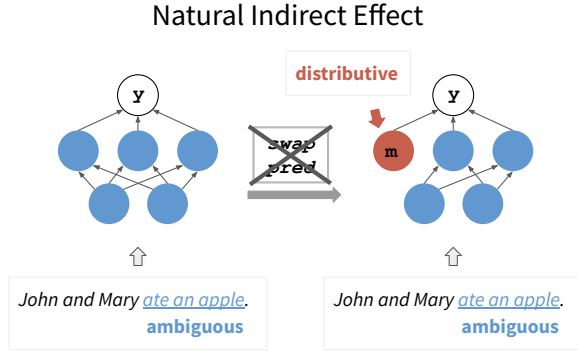 Natural Indirect Effect
distributive
y
y
swap
pred
m
John and Mary ate an apple.
ambiguous
John and Mary ate an apple.
ambiguous